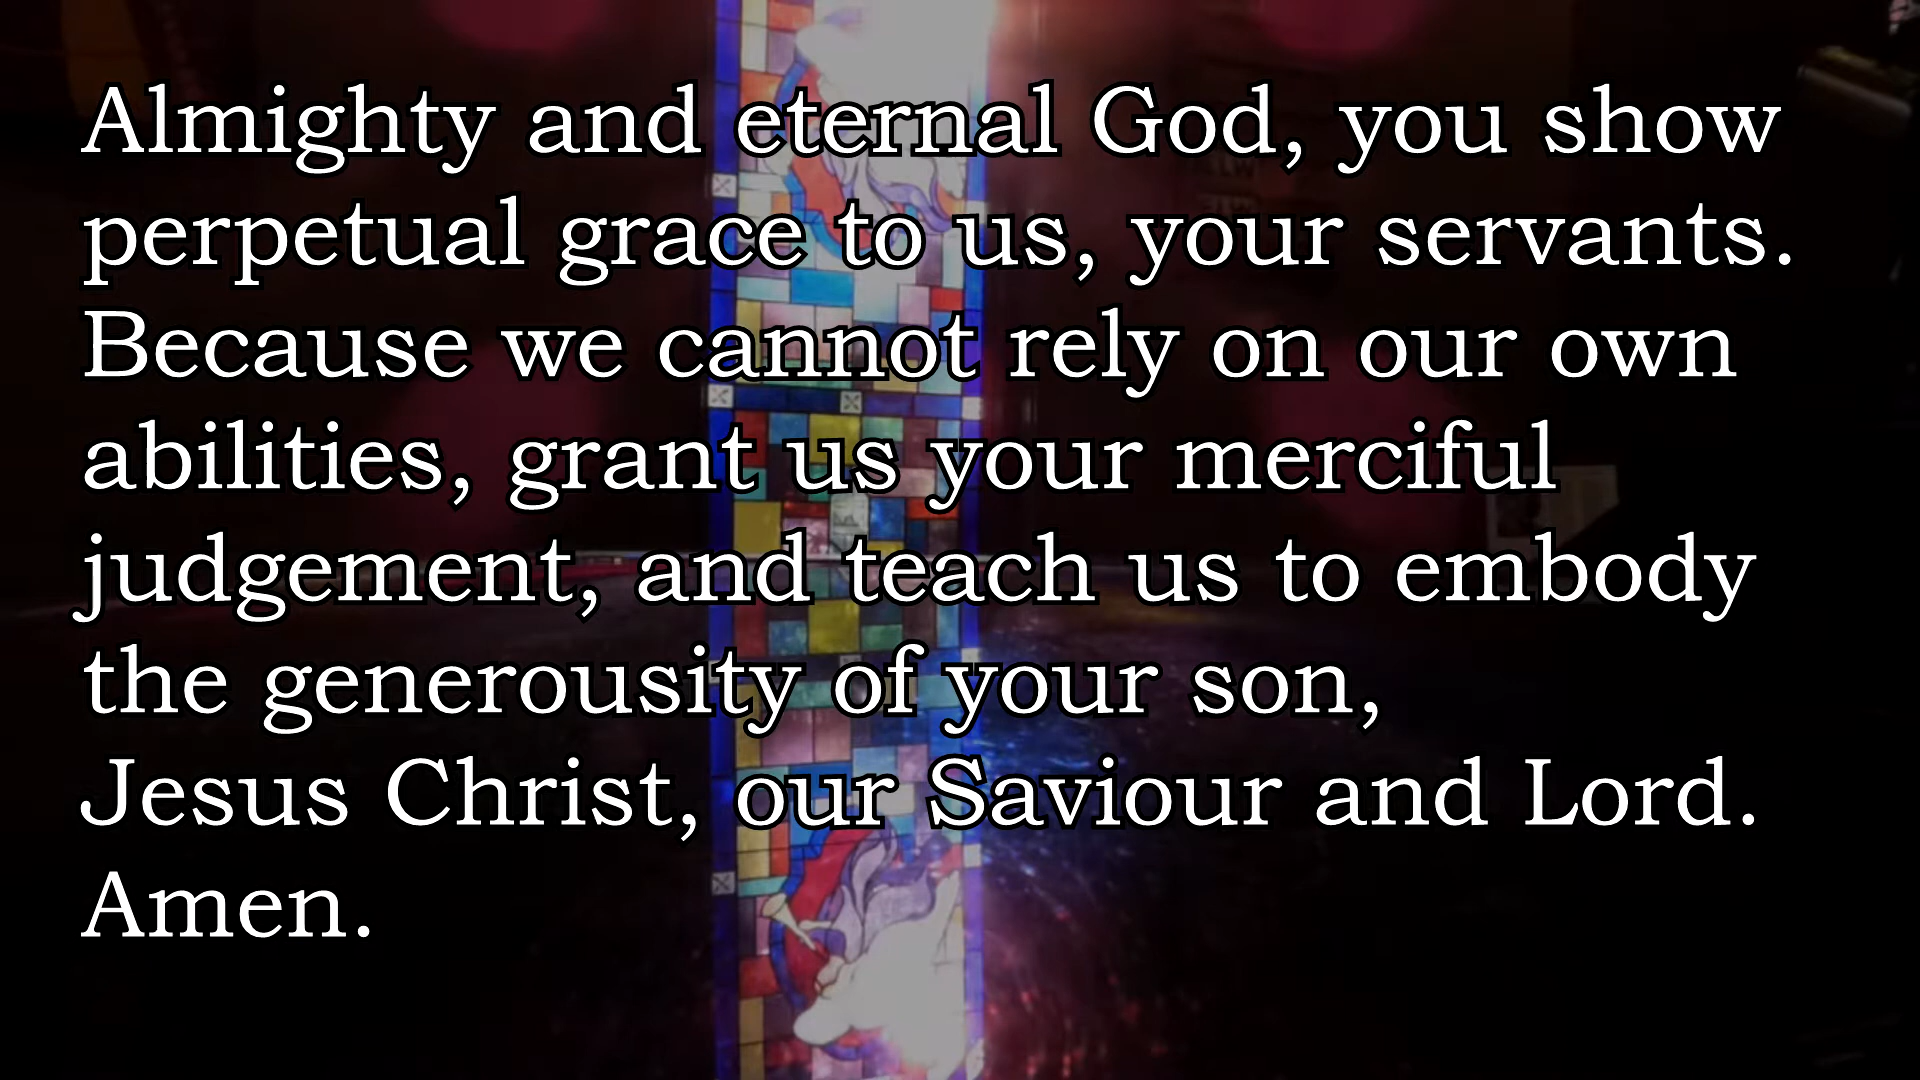 Almighty and eternal God, you show
perpetual grace to us, your servants.
Because we cannot rely on our own
abilities, grant us your merciful
judgement, and teach us to embody
the generousity of your son,
Jesus Christ, our Saviour and Lord.
Amen.